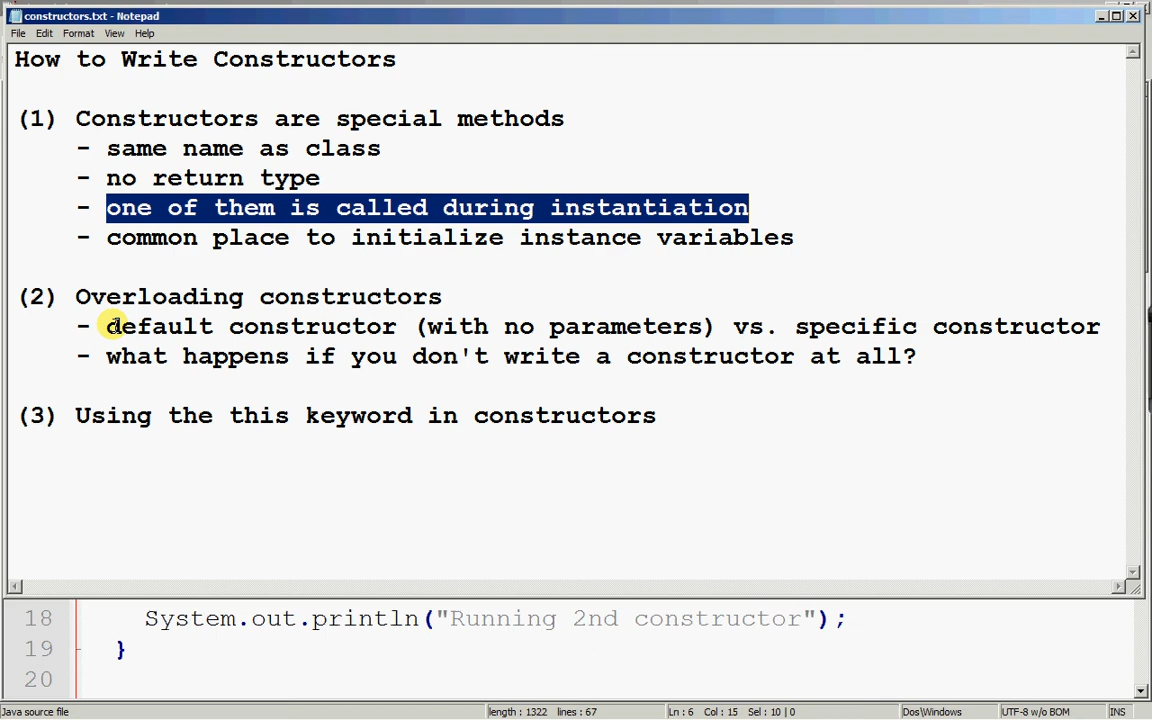 constructors.txt - Notepad
File Edit Format View Help
How to Write Constructors
(1) Constructors are special methods
- same name as class
- no return type
- one of them is called during instantiation
- common place to initialize instance variables
(2) Overloading constructors
- default constructor (with no parameters) vs. specific constructor
- what happens if you don't write a constructor at all?
(3) Using the this keyword in constructors
18 System.out.println("Running 2nd constructor");
19 }
20
Java source file length : 1322 lines : 67 Ln : 6 Col : 15 Sel : 10 | 0 Dos\Windows UTF-8 w/o BOM INS